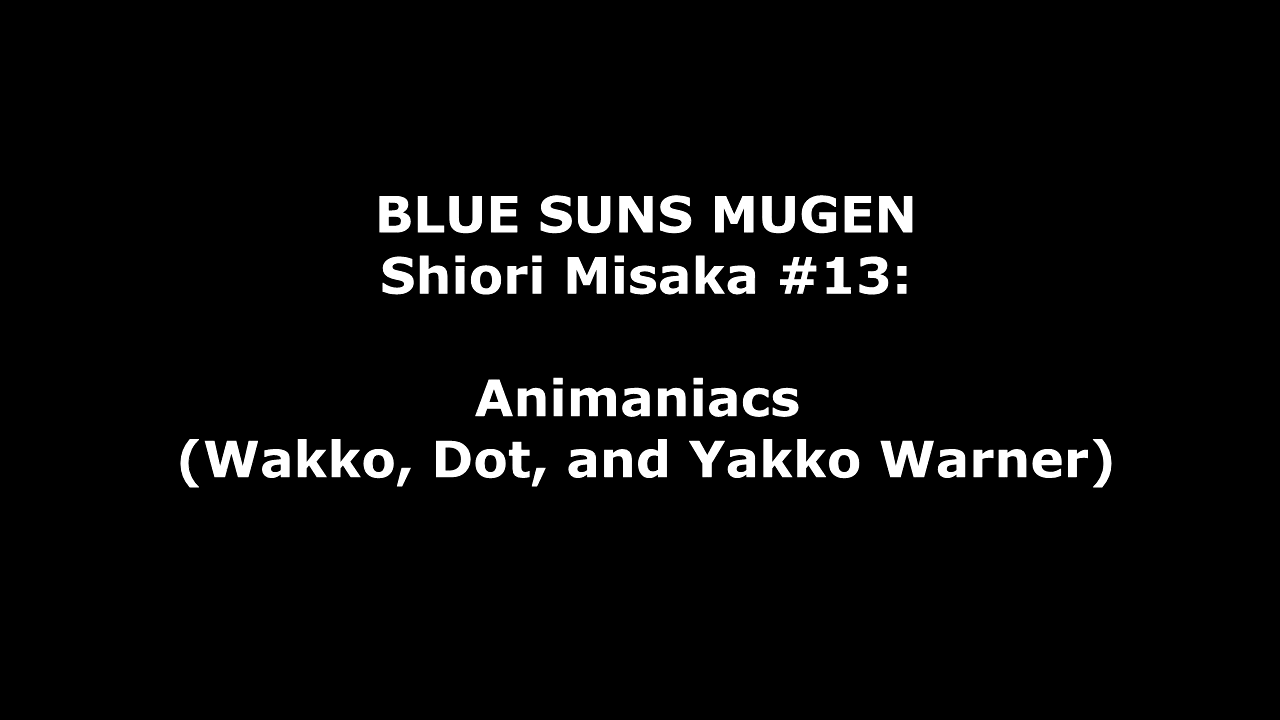 BLUE SUNS MUGEN
Shiori Misaka #13:
Animaniacs
(Wakko, Dot, and Yakko Warner)